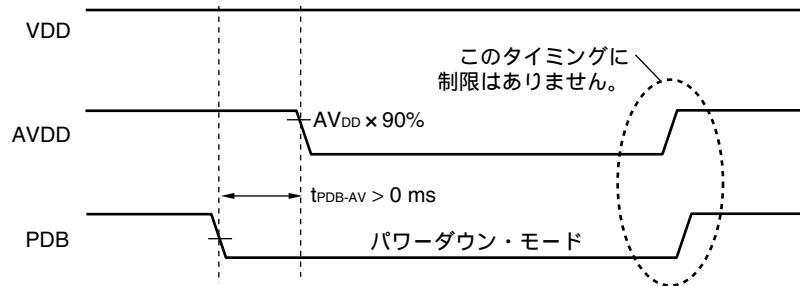 VDD
このタイミングに
制限はありません。
AVDD
AVDD × 90%
tPDB-AV > 0 ms
PDB
パワーダウン・モード